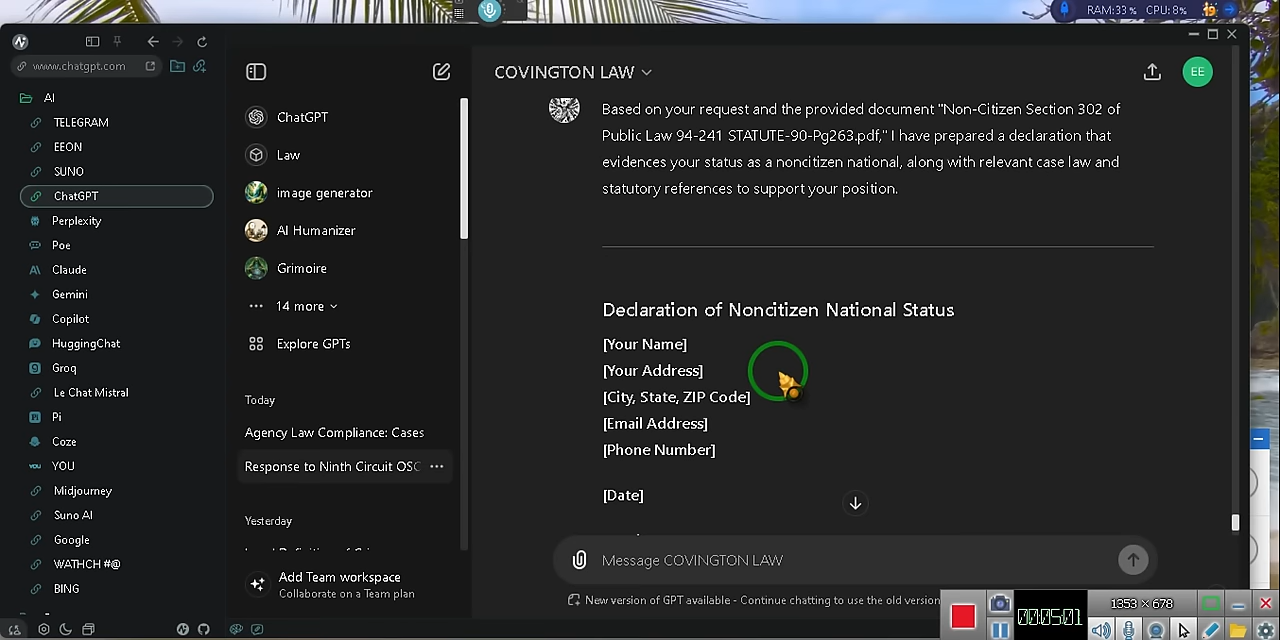 RAM:33% CPU:8% 19
www.chatgpt.com
AI
TELEGRAM
EEON
SUNO
ChatGPT
Perplexity
Poe
Claude
Gemini
Copilot
HuggingChat
Groq
Le Chat Mistral
Pi
Coze
YOU
Midjourney
Suno AI
Google
WATHCH #@
BING
ChatGPT
Law
image generator
AI Humanizer
Grimoire
14 more
Explore GPTs
Today
Agency Law Compliance: Cases
Response to Ninth Circuit OSC
Yesterday
Add Team workspace
Collaborate on a Team plan
COVINGTON LAW
EE
Based on your request and the provided document "Non-Citizen Section 302 of
Public Law 94-241 STATUTE-90-Pg263.pdf," I have prepared a declaration that
evidences your status as a noncitizen national, along with relevant case law and
statutory references to support your position.
Declaration of Noncitizen National Status
[Your Name]
[Your Address]
[City, State, ZIP Code]
[Email Address]
[Phone Number]
[Date]
Message COVINGTON LAW
New version of GPT available - Continue chatting to use the old version
00:05:01
1353 × 678